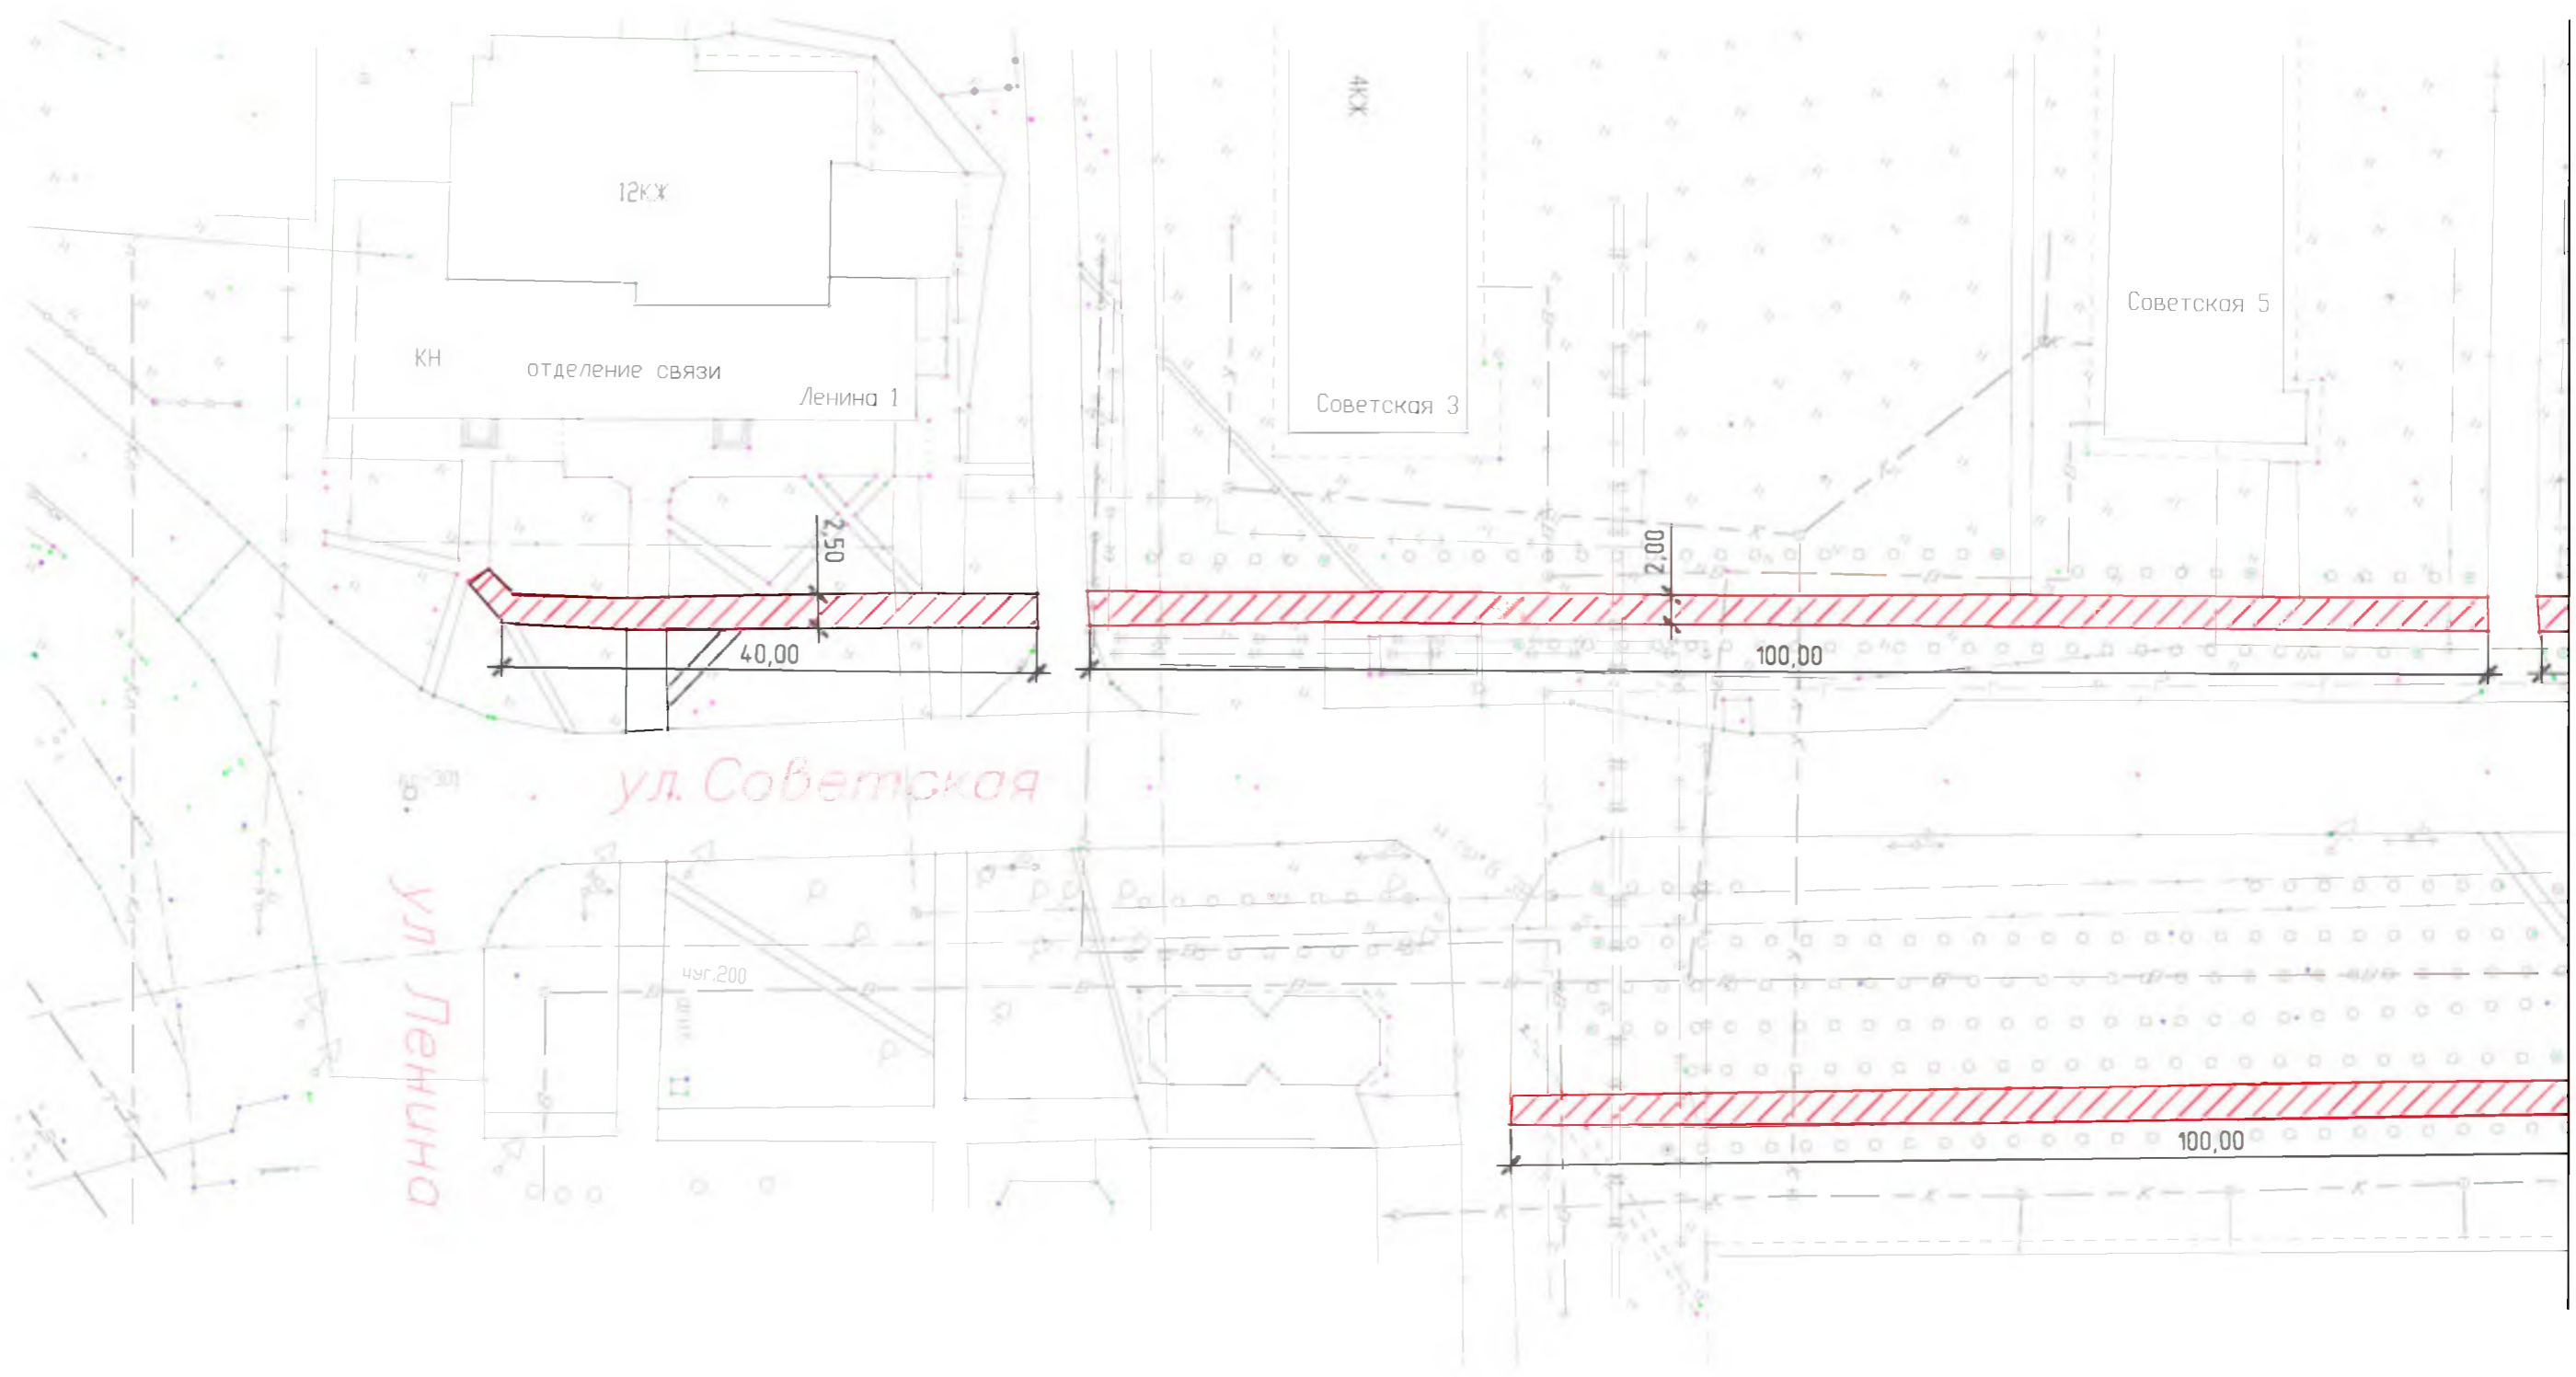 4КЖ
12КЖ
Советская 5
КН
отделение связи
Ленина 1
Советская 3
2,50
2,00
40,00
100,00
ул. Советская
ул Ленина
чуг.200
100,00